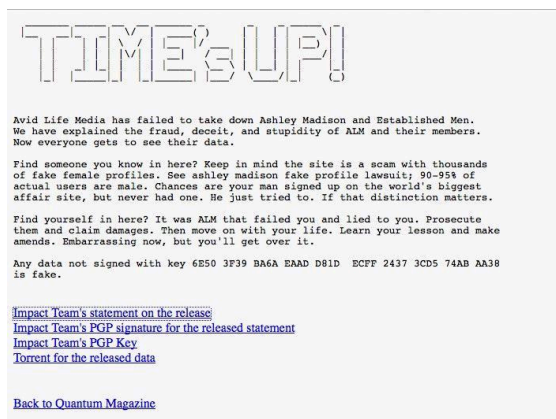 TIME's UP!
Avid Life Media has failed to take down Ashley Madison and Established Men.
We have explained the fraud, deceit, and stupidity of ALM and their members.
Now everyone gets to see their data.
Find someone you know in here? Keep in mind the site is a scam with thousands
of fake female profiles. See ashley madison fake profile lawsuit; 90-95% of
actual users are male. Chances are your man signed up on the world's biggest
affair site, but never had one. He just tried to. If that distinction matters.
Find yourself in here? It was ALM that failed you and lied to you. Prosecute
them and claim damages. Then move on with your life. Learn your lesson and make
amends. Embarrassing now, but you'll get over it.
Any data not signed with key 6E50 3F39 BA6A EAAD D81D  ECFF 2437 3CD5 74AB AA38
is fake.
Impact Team's statement on the release
Impact Team's PGP signature for the released statement
Impact Team's PGP Key
Torrent for the released data
Back to Quantum Magazine